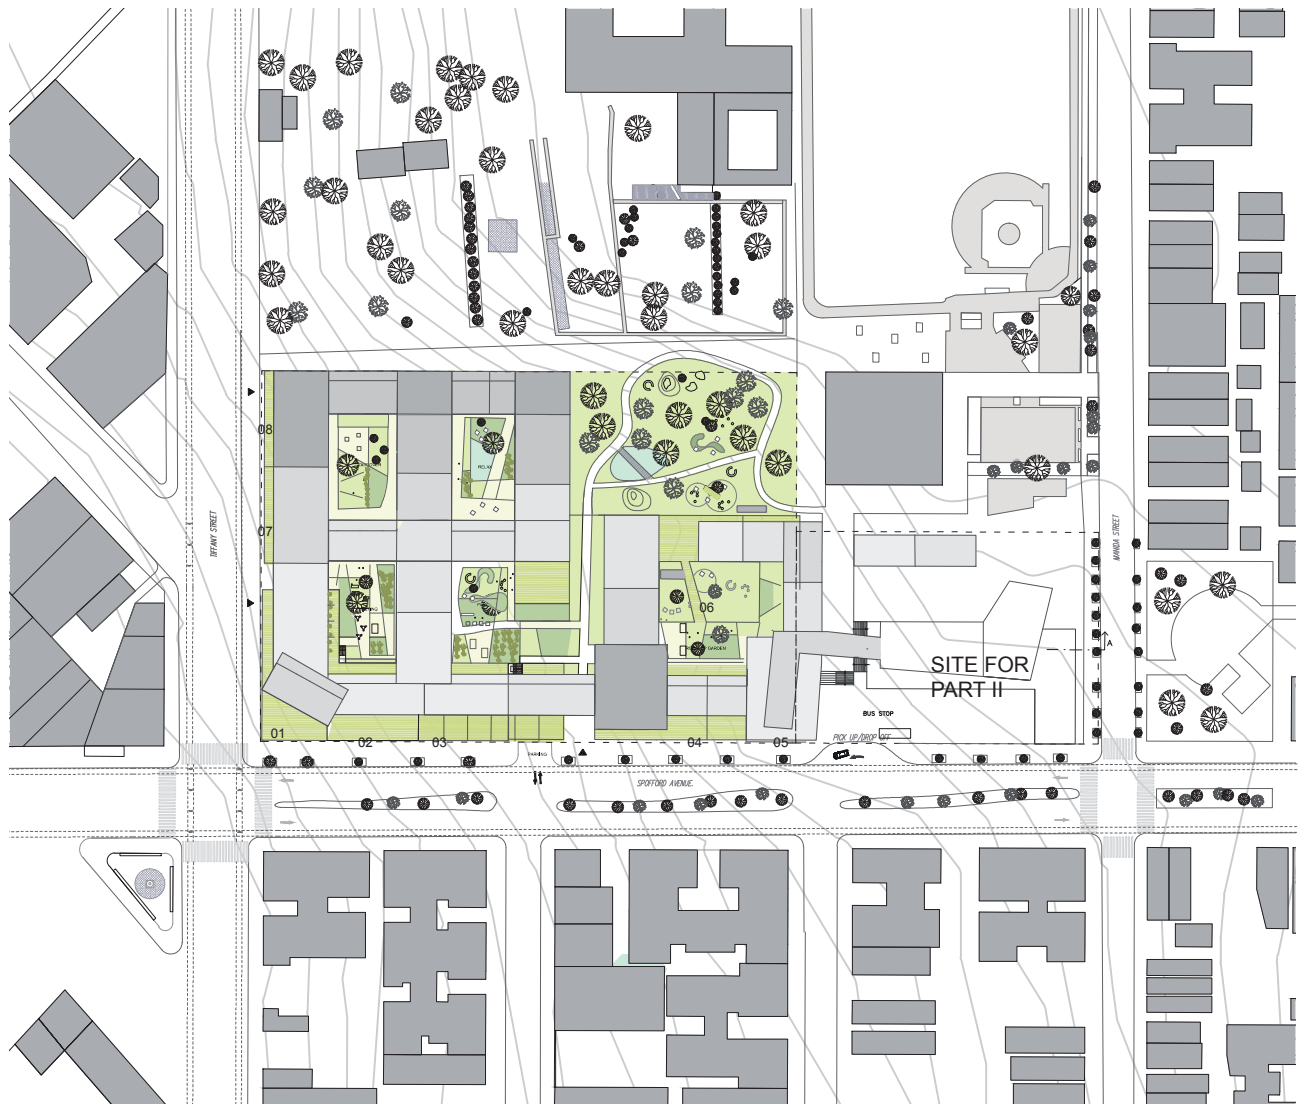 08
RELAX
TIFFANY STREET
07
MANDA STREET
06
GARDEN
A
SITE FOR
PART II
BUS STOP
01
02
03
04
05
PICK UP/DROP OFF
PARKING
SPOFFORD AVENUE.